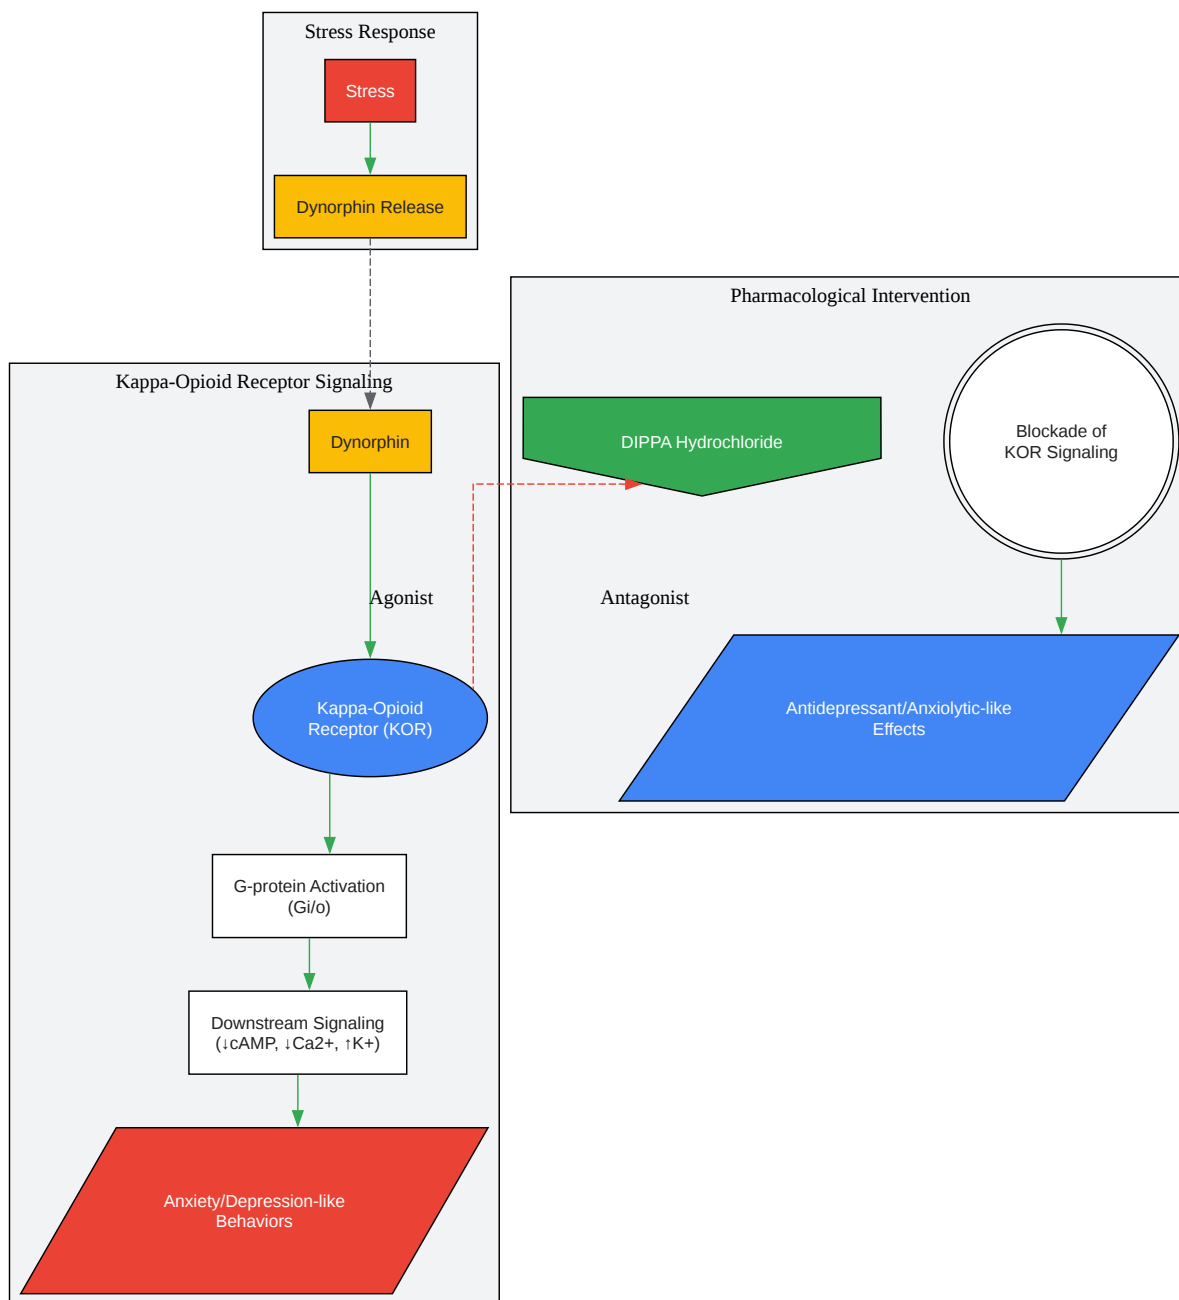 Stress Response
Stress
Dynorphin Release
Pharmacological Intervention
Kappa-Opioid Receptor Signaling
Dynorphin
DIPPA Hydrochloride
Blockade of
KOR Signaling
Agonist
Antagonist
Kappa-Opioid
Receptor (KOR)
Antidepressant/Anxiolytic-like
Effects
G-protein Activation
(Gi/o)
Downstream Signaling
(↓cAMP, ↓Ca2+, ↑K+)
Anxiety/Depression-like
Behaviors